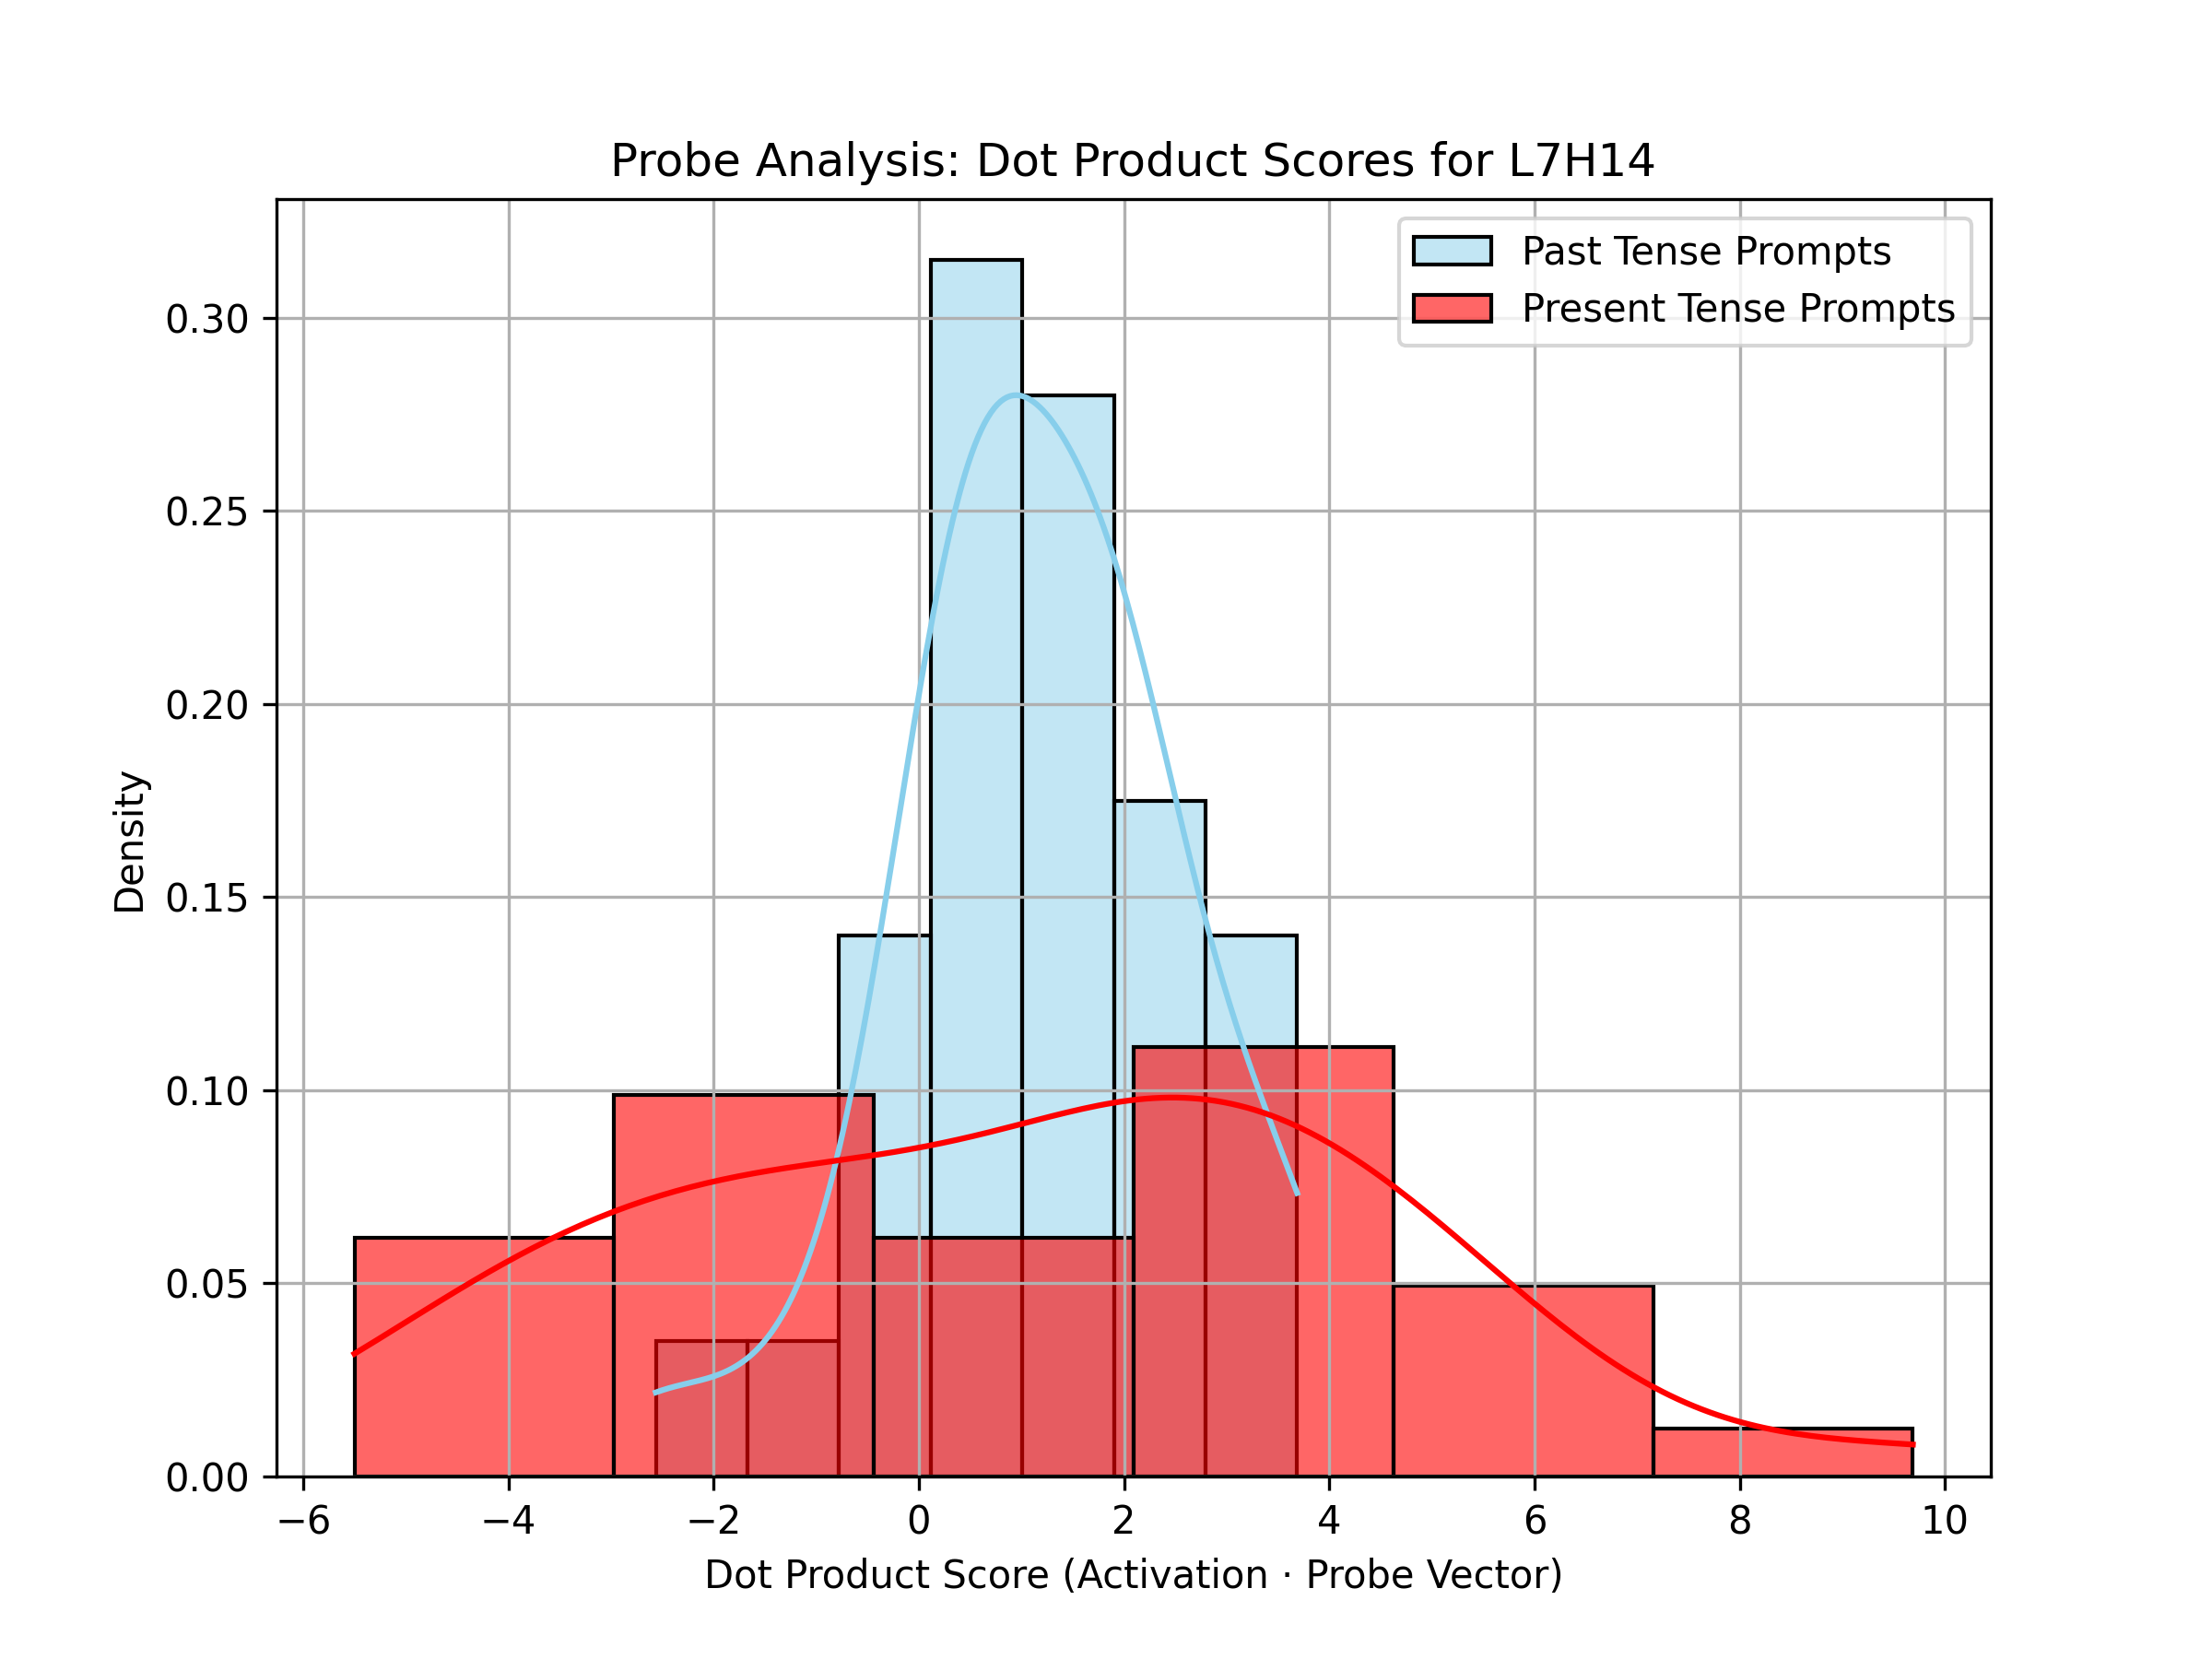 Probe Analysis: Dot Product Scores for L7H14
Past Tense Prompts
Present Tense Prompts
Density
0.30
0.25
0.20
0.15
0.10
0.05
0.00
−6 −4 −2 0 2 4 6 8 10
Dot Product Score (Activation · Probe Vector)